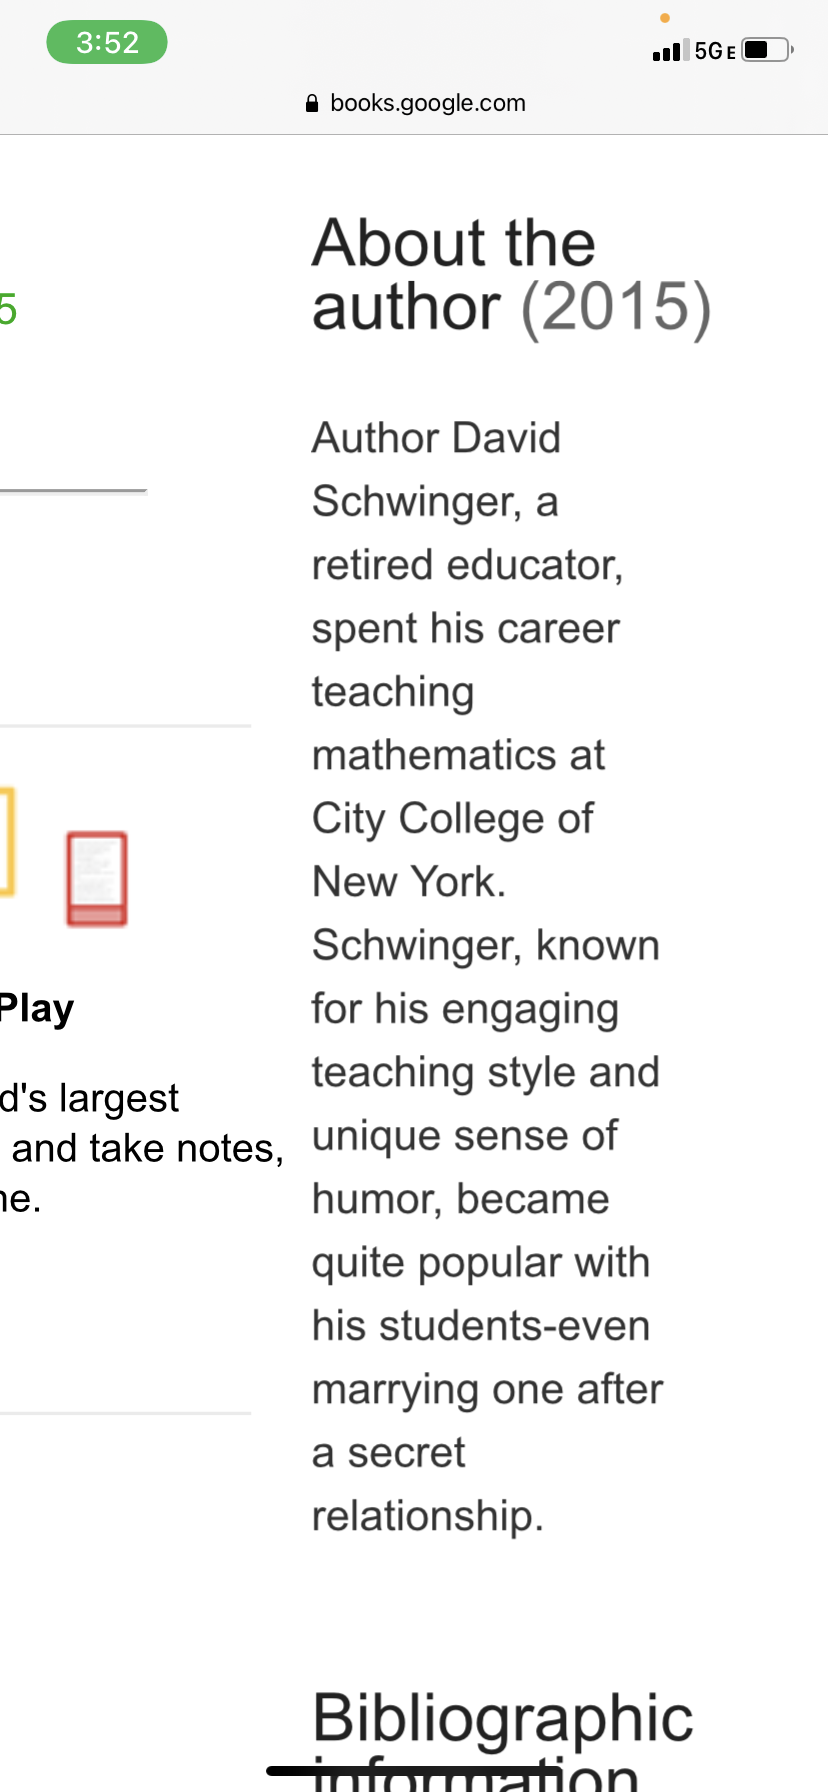 3:52
5G E
books.google.com
About the
author (2015)
5
Author David
Schwinger, a
retired educator,
spent his career
teaching
mathematics at
City College of
New York.
Schwinger, known
for his engaging
teaching style and
unique sense of
humor, became
quite popular with
his students-even
marrying one after
a secret
relationship.
Play
d's largest
and take notes,
ne.
Bibliographic
information